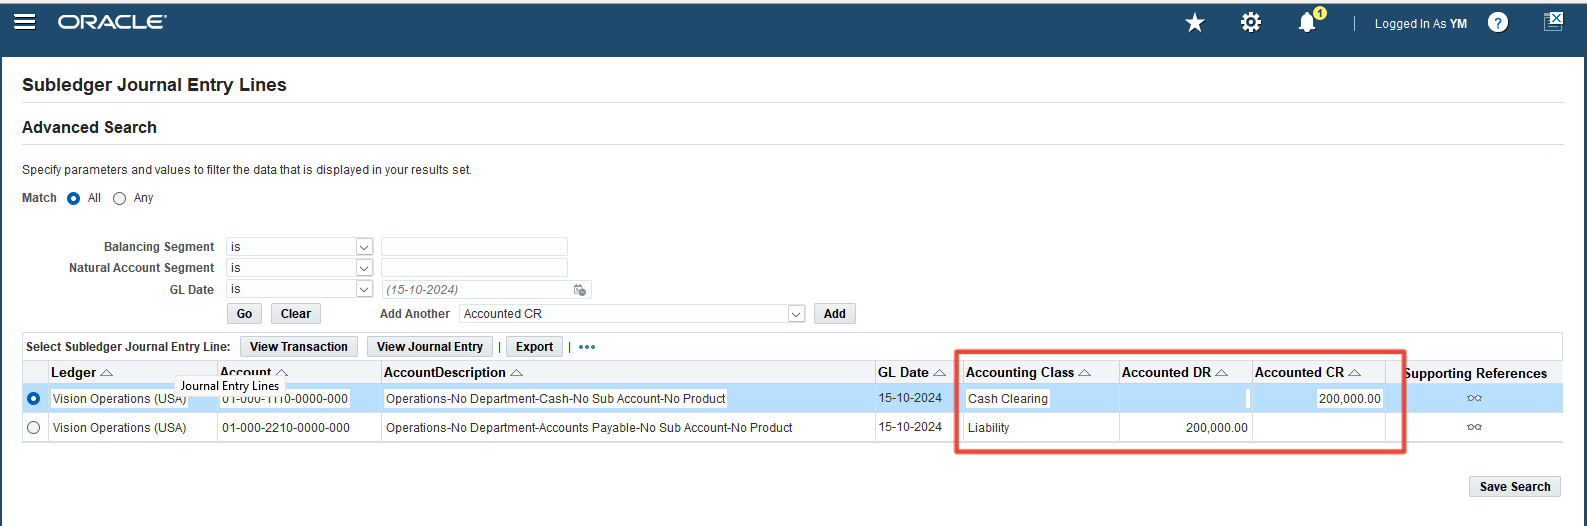 ORACLE
1
Logged In As YM
?
Subledger Journal Entry Lines
Advanced Search
Specify parameters and values to filter the data that is displayed in your results set.
Match All Any
Balancing Segment is
Natural Account Segment is
GL Date is (15-10-2024)
Go Clear Add Another Accounted CR Add
Select Subledger Journal Entry Line: View Transaction View Journal Entry | Export |
Ledger Account AccountDescription GL Date Accounting Class Accounted DR Accounted CR Supporting References
Journal Entry Lines
Vision Operations (USA) 01-000-1110-0000-000 Operations-No Department-Cash-No Sub Account-No Product 15-10-2024 Cash Clearing 200,000.00
Vision Operations (USA) 01-000-2210-0000-000 Operations-No Department-Accounts Payable-No Sub Account-No Product 15-10-2024 Liability 200,000.00
Save Search